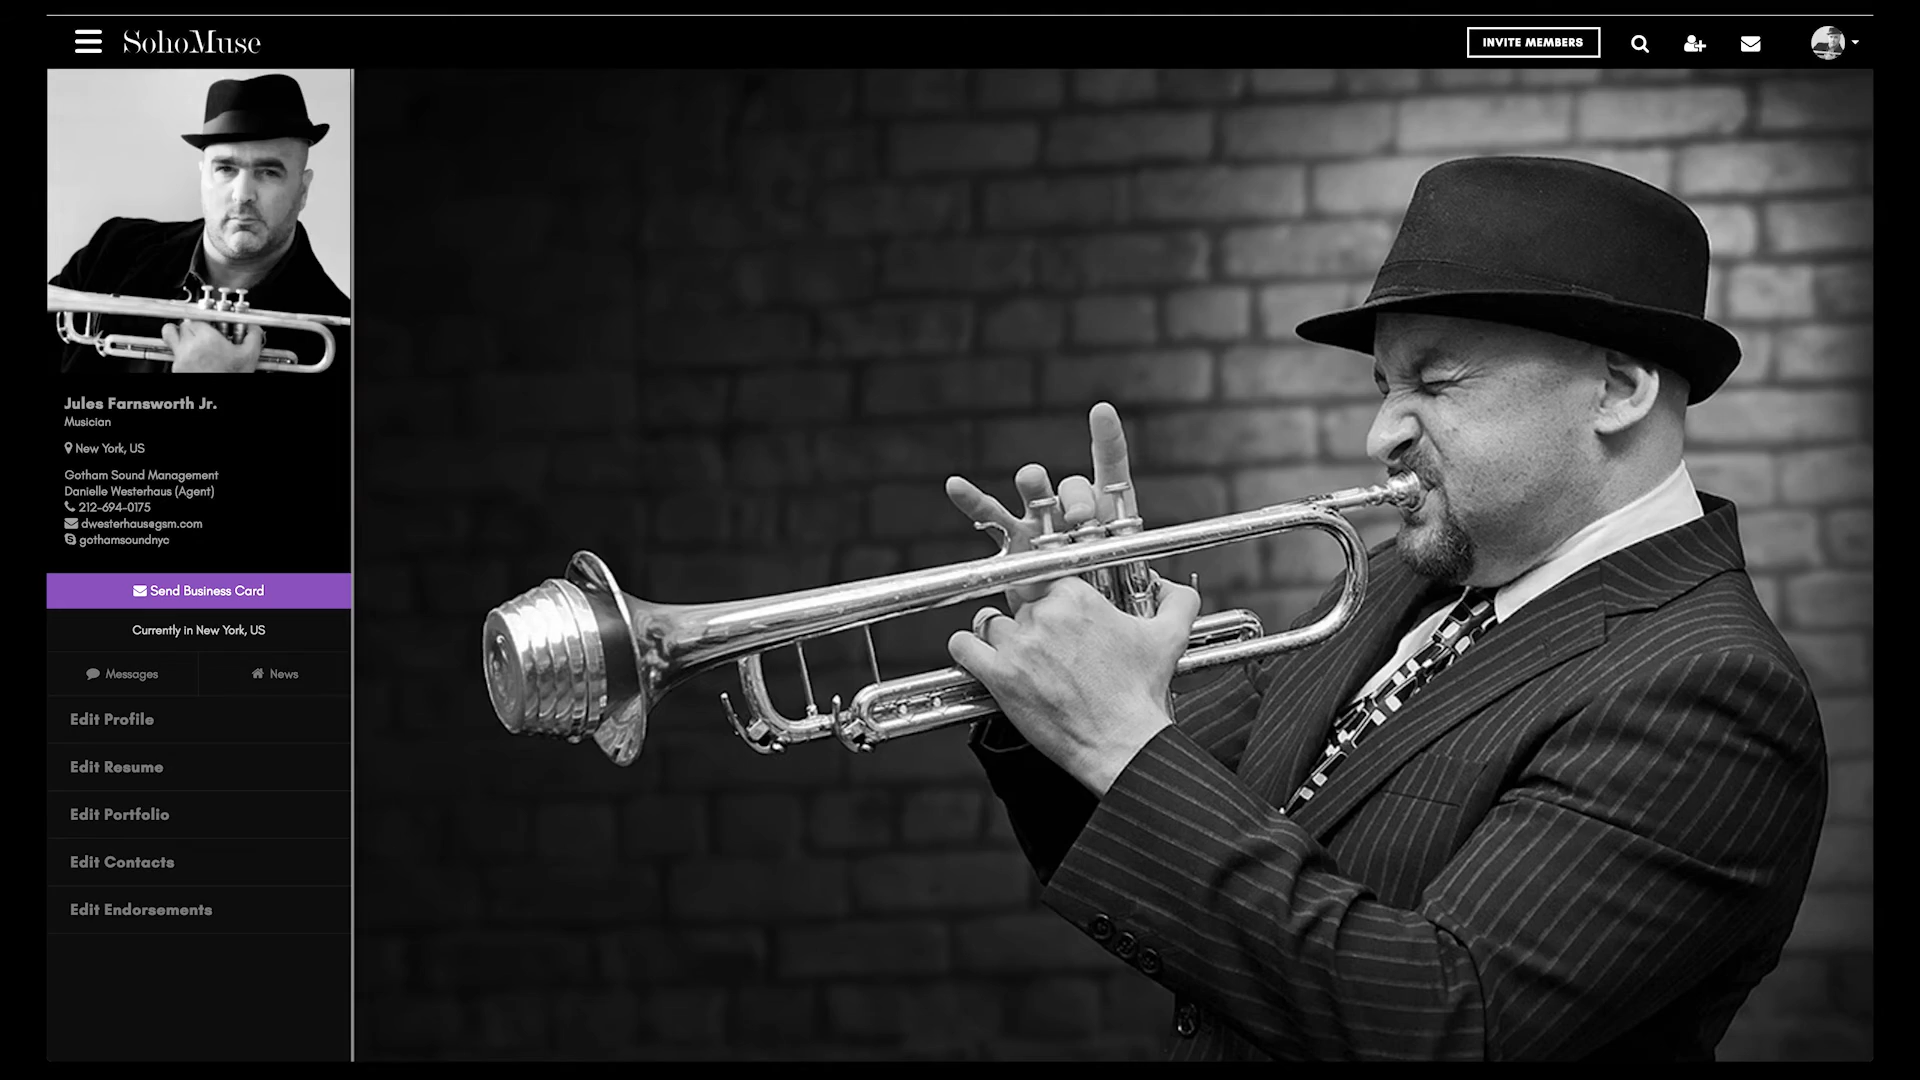 SohoMuse
INVITE MEMBERS
Jules Farnsworth Jr.
Musician
New York, US
Gotham Sound Management
Danielle Westerhaus (Agent)
212-694-0175
dwesterhaus@gsm.com
gothamsoundnyc
Send Business Card
Currently in New York, US
Messages
News
Edit Profile
Edit Resume
Edit Portfolio
Edit Contacts
Edit Endorsements